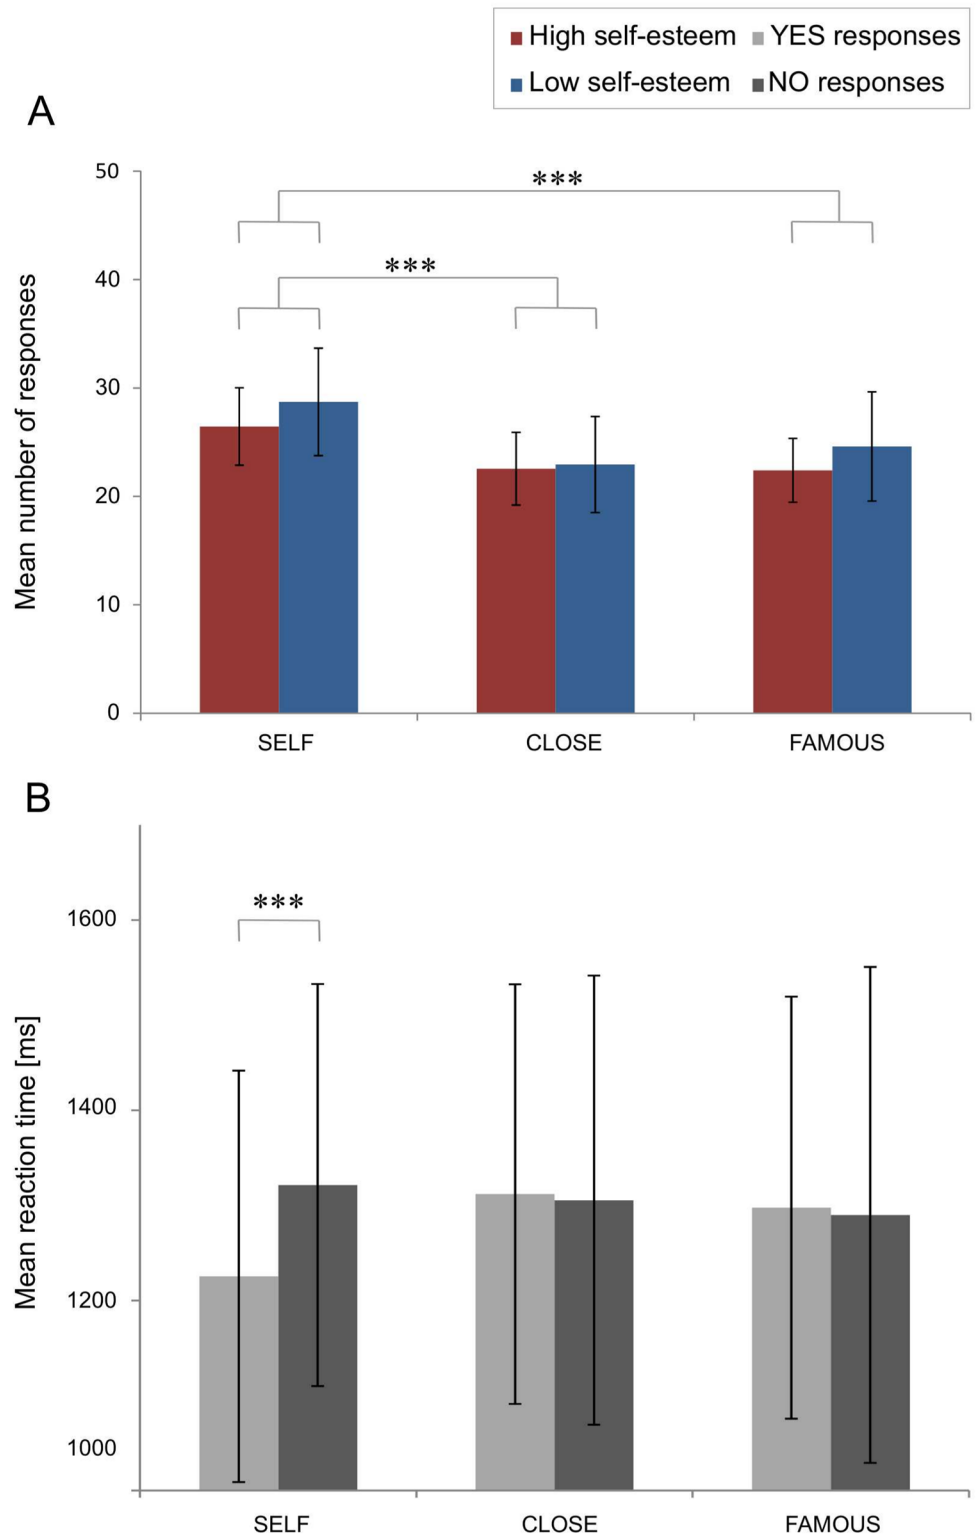 High self-esteem YES responses
Low self-esteem NO responses
A
50
***
40
***
30
20
10
0
Mean number of responses
SELF CLOSE FAMOUS
B
1600
***
1400
1200
1000
Mean reaction time [ms]
SELF CLOSE FAMOUS